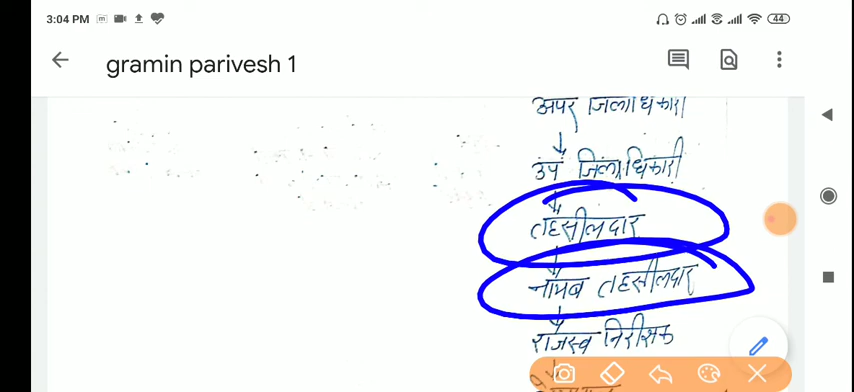 3:04 PM
44
gramin parivesh 1
अपर जिलाधिकारी
उप जिलाधिकारी
तहसीलदार
नायब तहसीलदार
राजस्व निरीक्षक